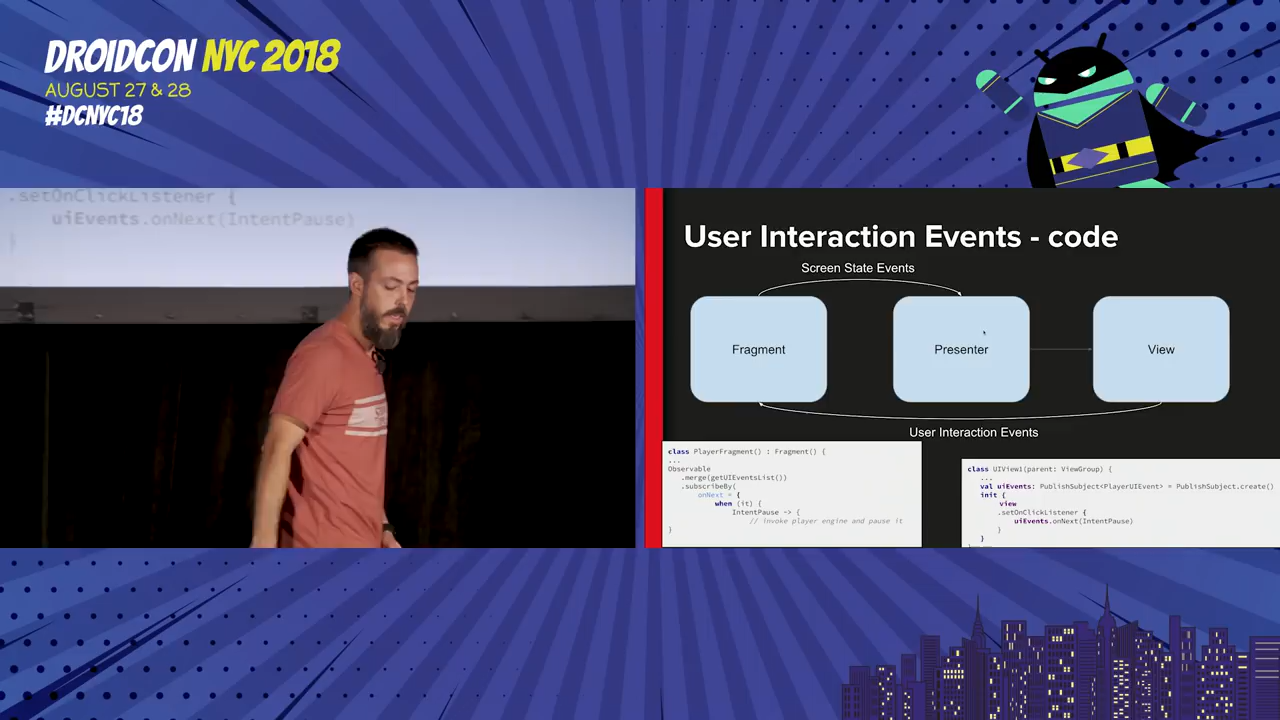 DROIDCON NYC 2018
AUGUST 27 & 28
#DCNYC18
.setOnClickListener {
uiEvents.onNext(IntentPause)
}
User Interaction Events - code
Screen State Events
Fragment
Presenter
View
User Interaction Events
class PlayerFragment() : Fragment() {
...
Observable
.merge(getUIEventsList())
.subscribeBy(
onNext = {
when (it) {
IntentPause -> {
// invoke player engine and pause it
}
class UIView1(parent: ViewGroup) {
...
val uiEvents: PublishSubject<PlayerUIEvent> = PublishSubject.create()
init {
view
.setOnClickListener {
uiEvents.onNext(IntentPause)
}
}